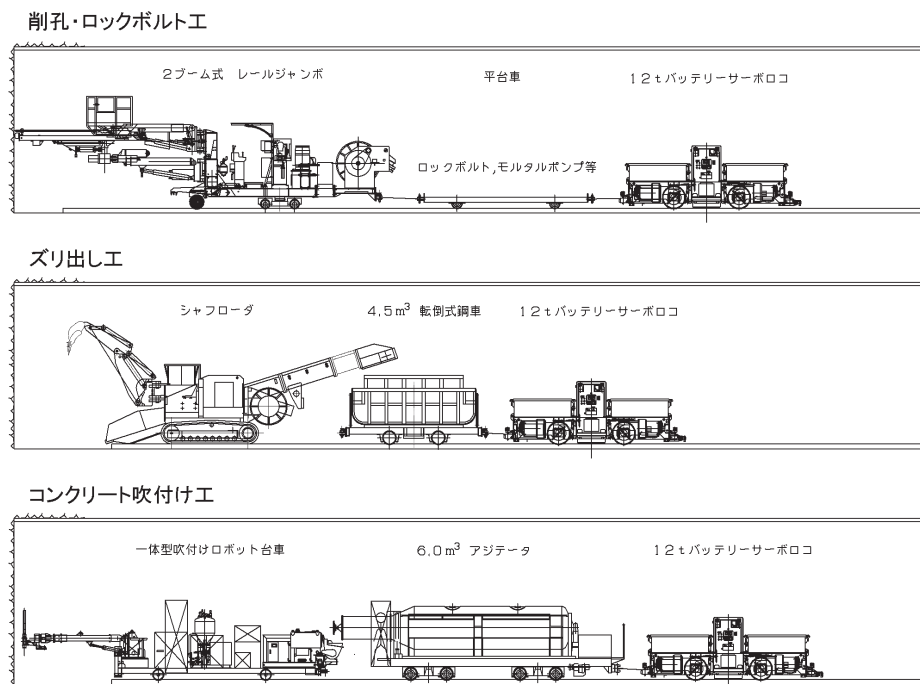 削孔・ロックボルト工
2ブーム式 レールジャンボ
平台車
12tバッテリーサーボロコ
ロックボルト,モルタルポンプ等
ズリ出し工
シャフローダ
4,5m³ 転倒式鋼車
12tバッテリーサーボロコ
コンクリート吹付け工
一体型吹付けロボット台車
6,0m³ アジテータ
12tバッテリーサーボロコ